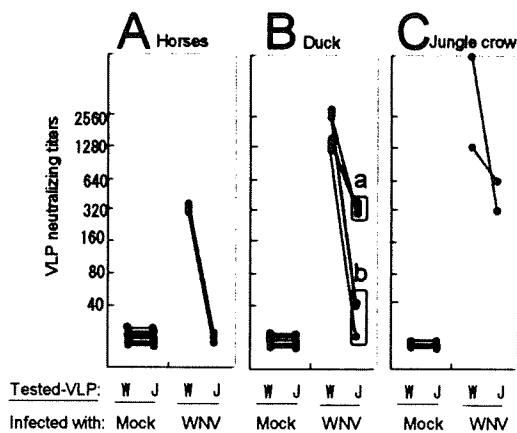 A Horses
B Duck
C Jungle crow
VLP neutralizing titers
2560
1280
640
320
160
80
40
a
b
Tested-VLP: W J W J W J W J W J W J
Infected with: Mock WNV Mock WNV Mock WNV